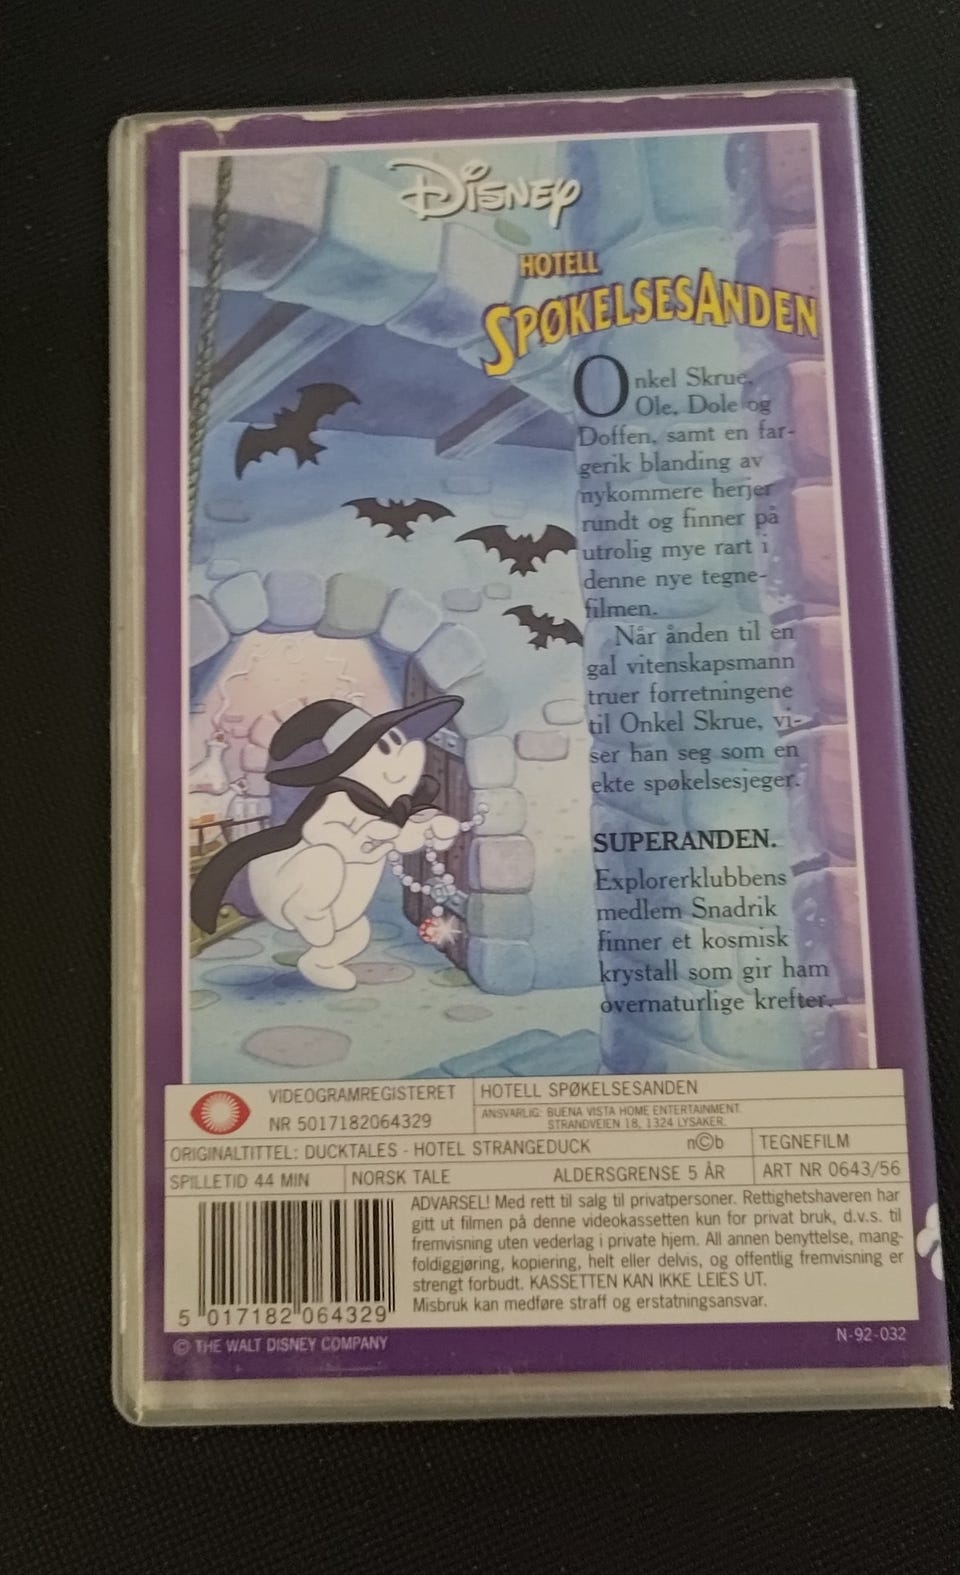 Disney
HOTELL
SPØKELSESANDEN
Onkel Skrue,
Ole, Dole og
Doffen, samt en far-
gerik blanding av
nykommere herjer
rundt og finner på
utrolig mye rart i
denne nye tegne-
filmen.
Når ånden til en
gal vitenskapsmann
truer forretningene
til Onkel Skrue, vi-
ser han seg som en
ekte spøkelsesjeger.
SUPERANDEN.
Explorerklubbens
medlem Snadrik
finner et kosmisk
krystall som gir ham
overnaturlige krefter.
VIDEOGRAMREGISTERET
NR 5017182064329
HOTELL SPØKELSESANDEN
ANSVARLIG: BUENA VISTA HOME ENTERTAINMENT.
STRANDVEIEN 18, 1324 LYSAKER.
ORIGINALTITTEL: DUCKTALES - HOTEL STRANGEDUCK n©b TEGNEFILM
SPILLETID 44 MIN NORSK TALE ALDERSGRENSE 5 ÅR ART NR 0643/56
ADVARSEL! Med rett til salg til privatpersoner. Rettighetshaveren har
gitt ut filmen på denne videokassetten kun for privat bruk, d.v.s. til
fremvisning uten vederlag i private hjem. All annen benyttelse, mang-
foldiggjøring, kopiering, helt eller delvis, og offentlig fremvisning er
strengt forbudt. KASSETTEN KAN IKKE LEIES UT.
Misbruk kan medføre straff og erstatningsansvar.
5 017182 064329
© THE WALT DISNEY COMPANY
N-92-032